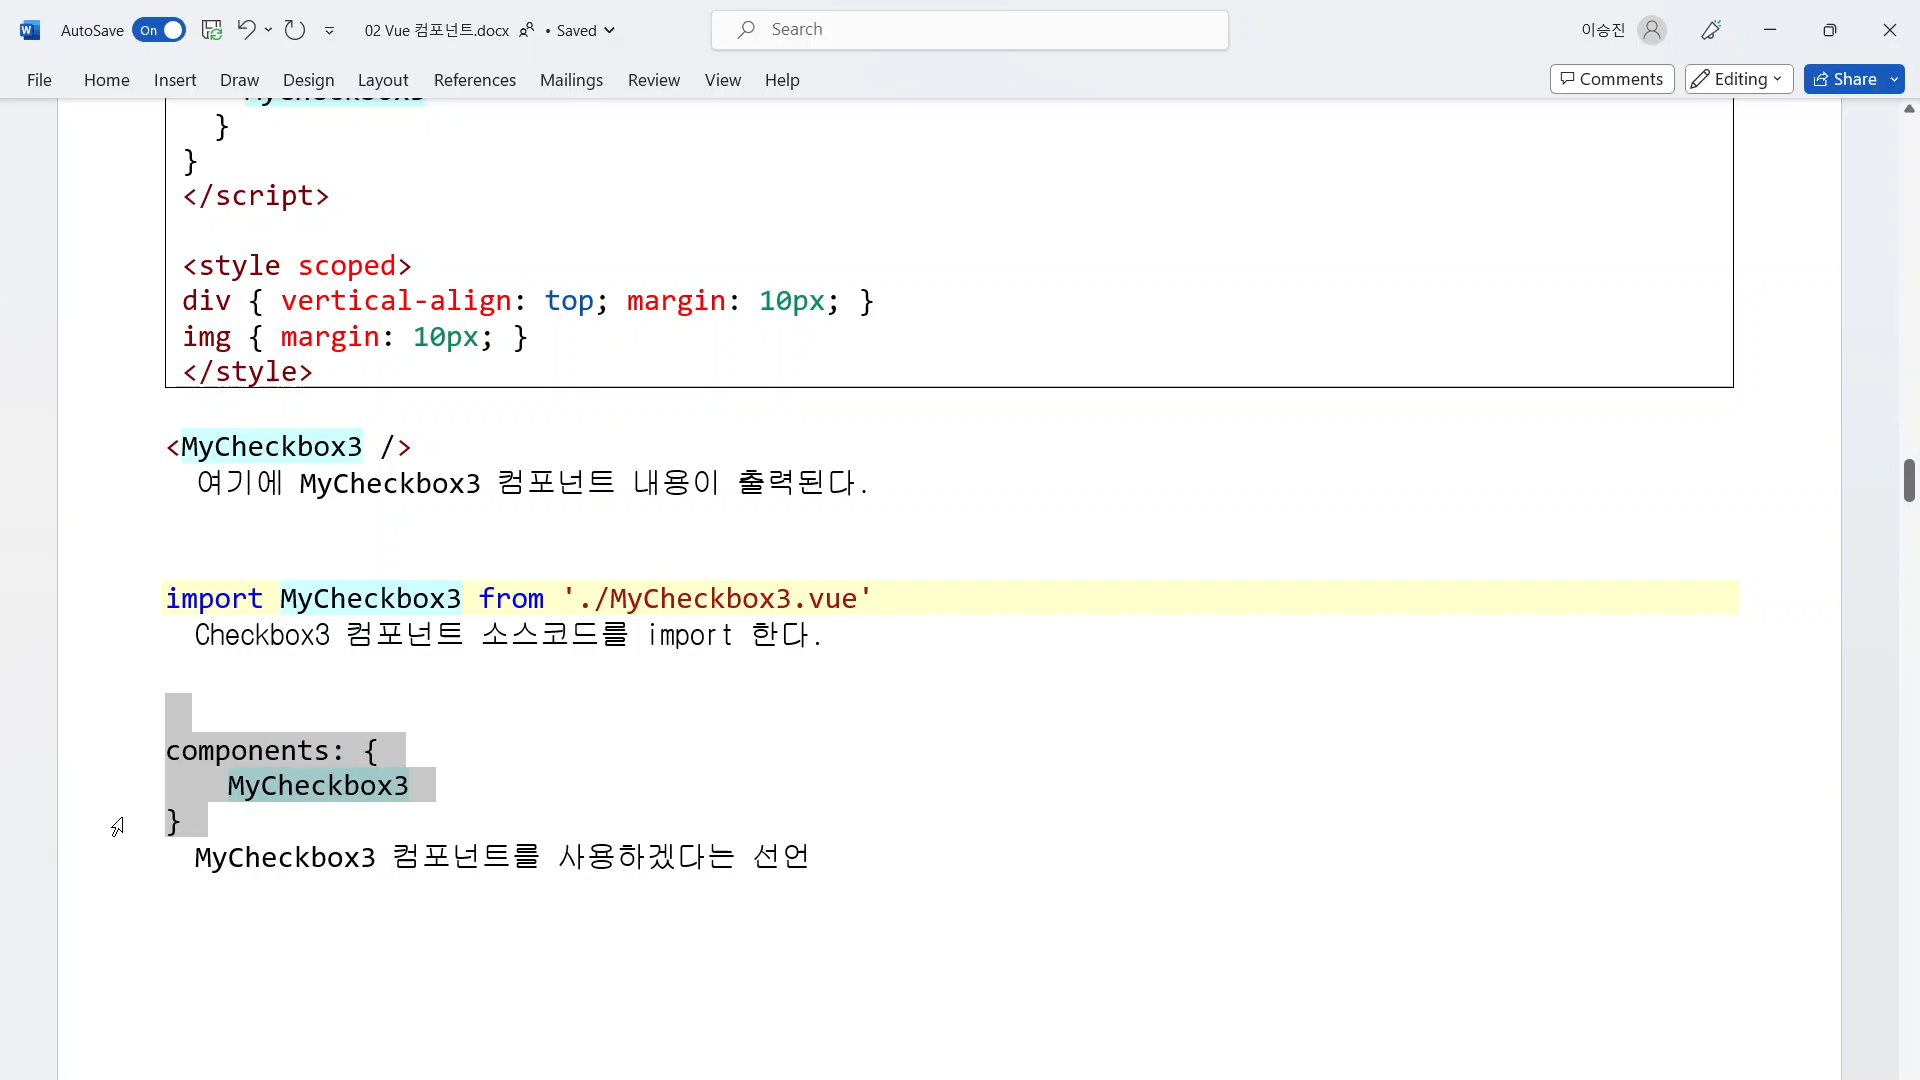 AutoSave On 02 Vue 컴포넌트.docx • Saved Search 이승진
File Home Insert Draw Design Layout References Mailings Review View Help Comments Editing Share
}
}
</script>
<style scoped>
div { vertical-align: top; margin: 10px; }
img { margin: 10px; }
</style>
<MyCheckbox3 />
여기에 MyCheckbox3 컴포넌트 내용이 출력된다.
import MyCheckbox3 from './MyCheckbox3.vue'
Checkbox3 컴포넌트 소스코드를 import 한다.
components: {
MyCheckbox3
}
MyCheckbox3 컴포넌트를 사용하겠다는 선언